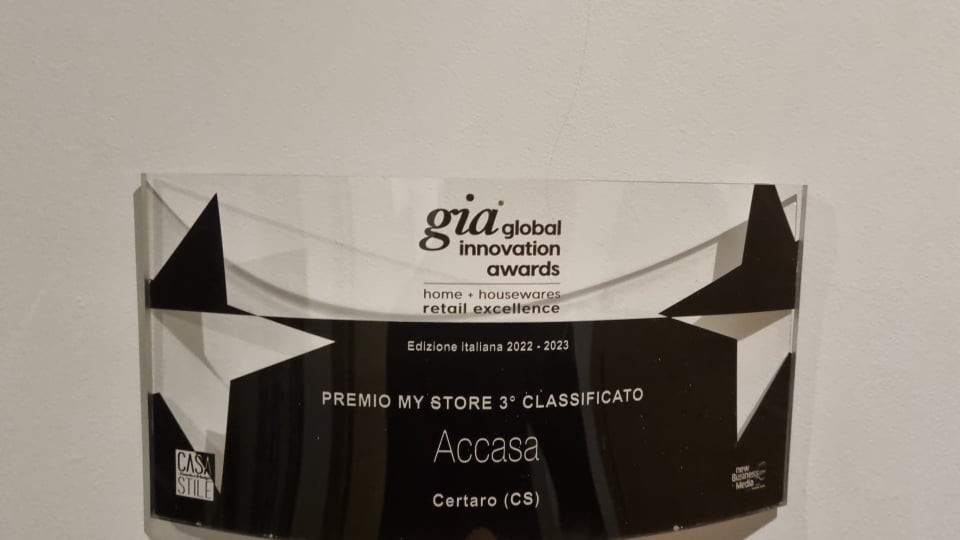 gia global
innovation
awards
home + housewares
retail excellence
Edizione italiana 2022 - 2023
PREMIO MY STORE 3° CLASSIFICATO
Accasa
Certaro (CS)
CASA
STILE
new
Business
Media